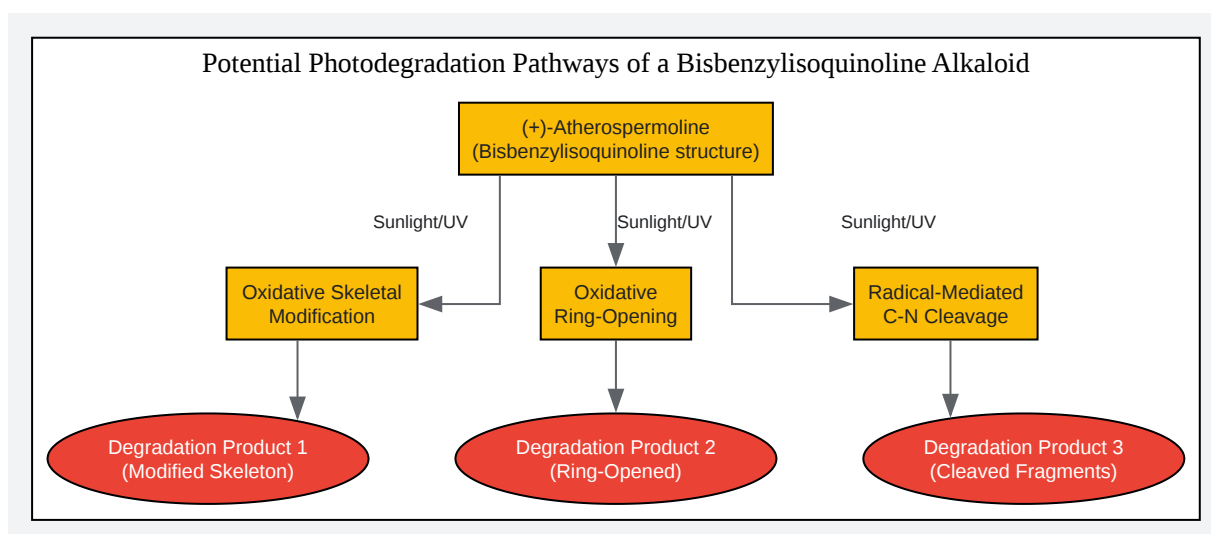 Potential Photodegradation Pathways of a Bisbenzylisoquinoline Alkaloid
(+)-Atherospermoline
(Bisbenzylisoquinoline structure)
Sunlight/UV
Sunlight/UV
Sunlight/UV
Oxidative Skeletal
Modification
Oxidative
Ring-Opening
Radical-Mediated
C-N Cleavage
Degradation Product 1
(Modified Skeleton)
Degradation Product 2
(Ring-Opened)
Degradation Product 3
(Cleaved Fragments)